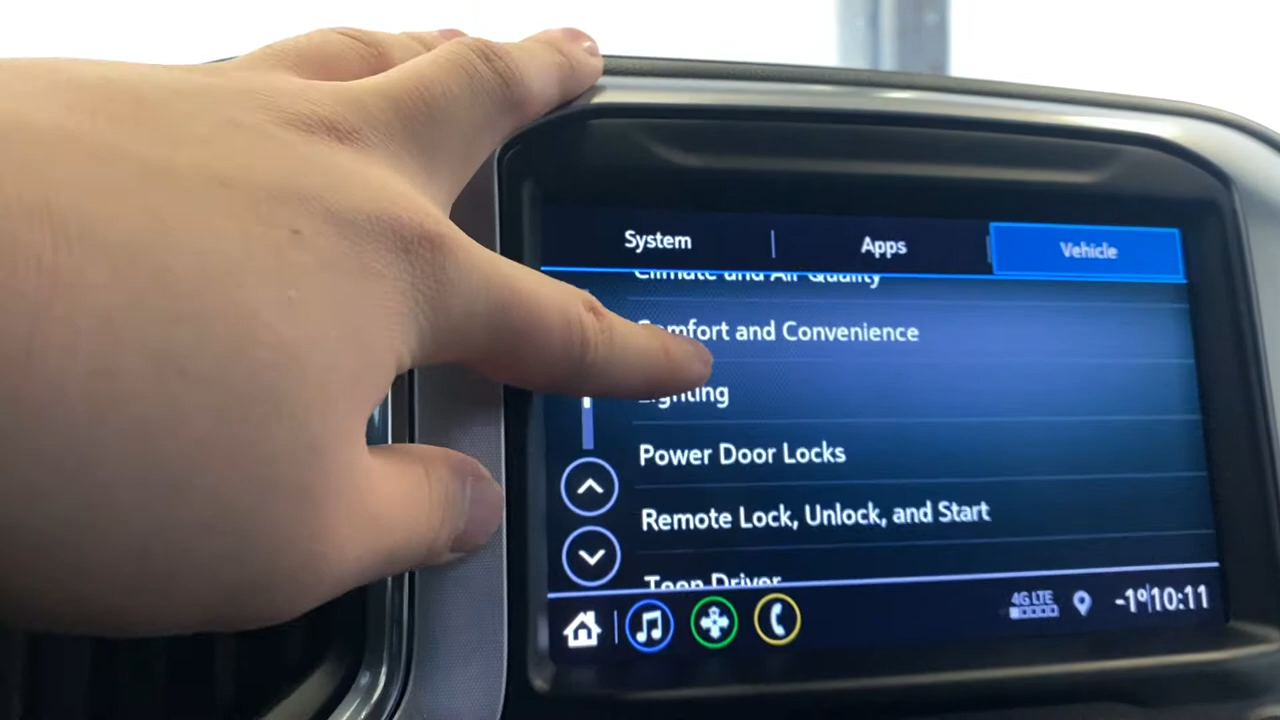 System
Apps
Vehicle
Climate and Air Quality
Comfort and Convenience
Lighting
Power Door Locks
Remote Lock, Unlock, and Start
Teen Driver
4G LTE
-1° 10:11